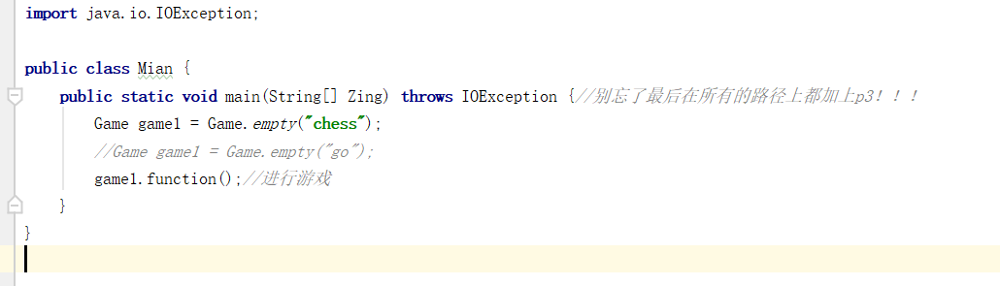 import java.io.IOException;
public class Mian {
public static void main(String[] Zing) throws IOException {//别忘了最后在所有的路径上都加上p3！！！
Game game1 = Game.empty("chess");
//Game game1 = Game.empty("go");
game1.function();//进行游戏
}
}